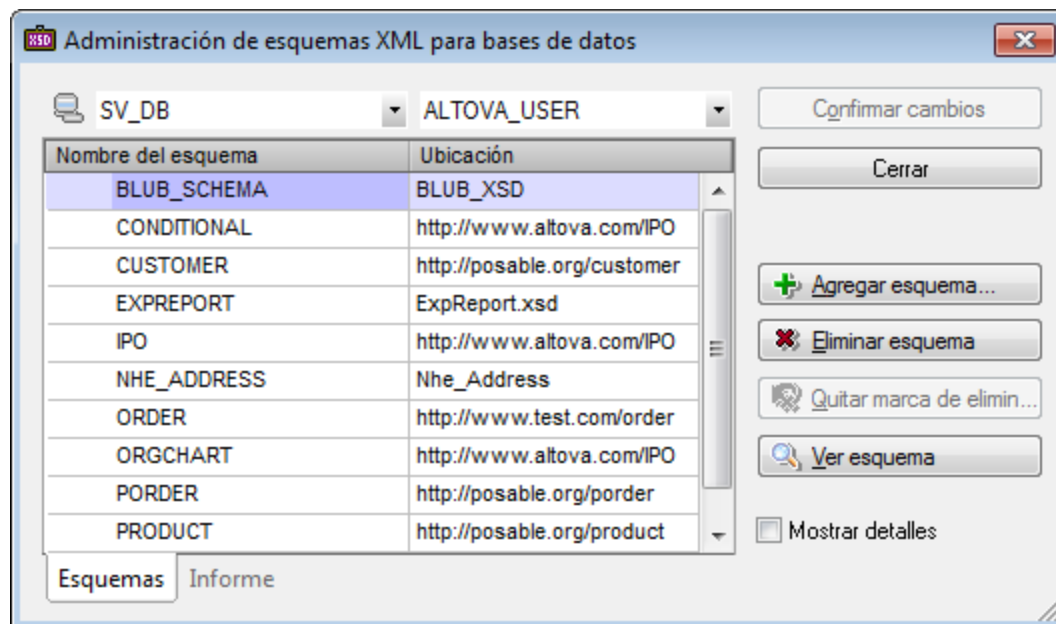 XSD Administración de esquemas XML para bases de datos
SV_DB ALTOVA_USER Confirmar cambios
Nombre del esquema Ubicación Cerrar
BLUB_SCHEMA BLUB_XSD
CONDITIONAL http://www.altova.com/IPO
CUSTOMER http://posable.org/customer
EXPREPORT ExpReport.xsd
IPO http://www.altova.com/IPO
NHE_ADDRESS Nhe_Address
ORDER http://www.test.com/order
ORGCHART http://www.altova.com/IPO
PORDER http://posable.org/porder
PRODUCT http://posable.org/product
Agregar esquema...
Eliminar esquema
Quitar marca de elimin...
Ver esquema
Mostrar detalles
Esquemas Informe